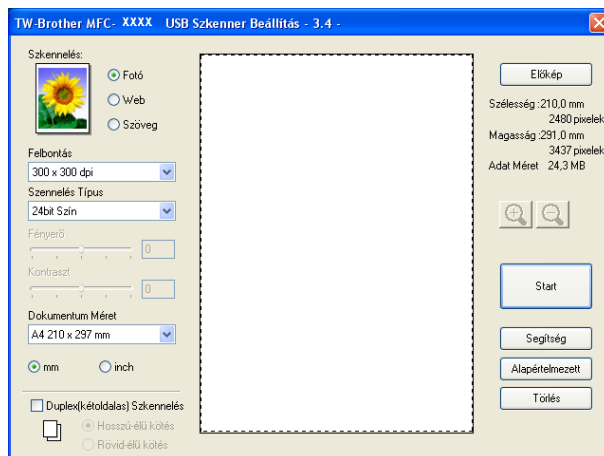 TW-Brother MFC- XXXX USB Szkenner Beállítás - 3.4 -
Szkennelés:
Fotó
Web
Szöveg
Felbontás
300 x 300 dpi
Szennelés Típus
24bit Szín
Fényerő
0
Kontraszt
0
Dokumentum Méret
A4 210 x 297 mm
mm
inch
Duplex(kétoldalas) Szkennelés
Hosszú-élű kötés
Rövid-élű kötés
Előkép
Szélesség :210,0 mm
2480 pixelek
Magasság :291,0 mm
3437 pixelek
Adat Méret 24,3 MB
Start
Segítség
Alapértelmezett
Törlés